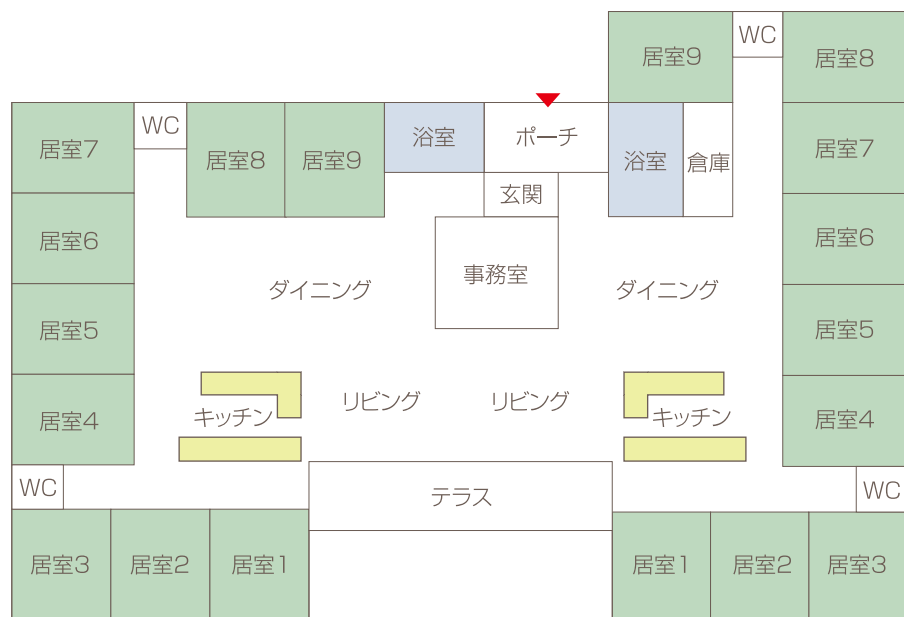 居室9
WC
居室8
居室7
WC
居室8
居室9
浴室
ポーチ
浴室
倉庫
居室7
玄関
居室6
事務室
居室6
ダイニング
ダイニング
居室5
居室5
リビング
リビング
キッチン
キッチン
居室4
居室4
WC
テラス
WC
居室3
居室2
居室1
居室1
居室2
居室3